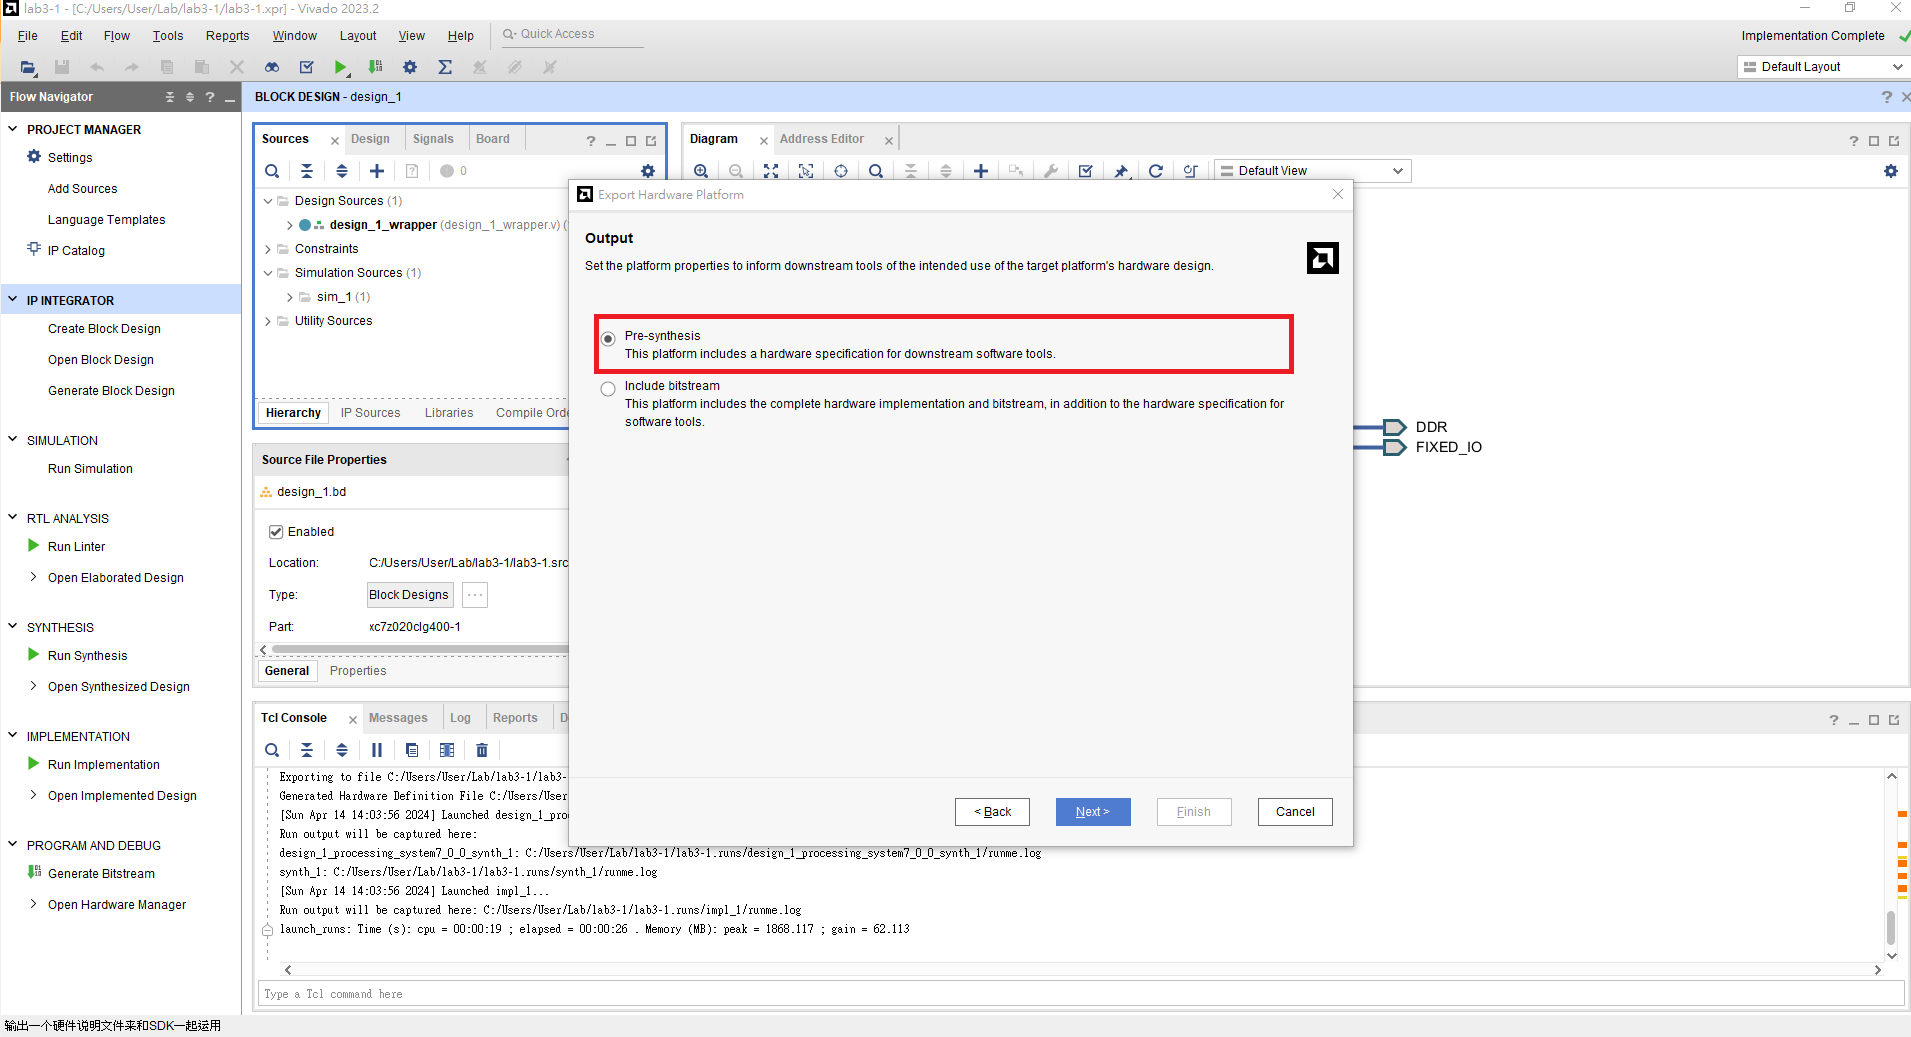 lab3-1 - [C:/Users/User/Lab/lab3-1/lab3-1.xpr] - Vivado 2023.2
File Edit Flow Tools Reports Window Layout View Help Quick Access
Implementation Complete
Default Layout
Flow Navigator
BLOCK DESIGN - design_1
PROJECT MANAGER
Settings
Add Sources
Language Templates
IP Catalog
IP INTEGRATOR
Create Block Design
Open Block Design
Generate Block Design
SIMULATION
Run Simulation
RTL ANALYSIS
Run Linter
Open Elaborated Design
SYNTHESIS
Run Synthesis
Open Synthesized Design
IMPLEMENTATION
Run Implementation
Open Implemented Design
PROGRAM AND DEBUG
Generate Bitstream
Open Hardware Manager
Sources Design Signals Board
0
Design Sources (1)
design_1_wrapper (design_1_wrapper.v) (
Constraints
Simulation Sources (1)
sim_1 (1)
Utility Sources
Hierarchy IP Sources Libraries Compile Orde
Source File Properties
design_1.bd
Enabled
Location: C:/Users/User/Lab/lab3-1/lab3-1.src
Type: Block Designs ...
Part: xc7z020clg400-1
General Properties
Diagram Address Editor
Default View
DDR
FIXED_IO
Export Hardware Platform
Output
Set the platform properties to inform downstream tools of the intended use of the target platform's hardware design.
Pre-synthesis
This platform includes a hardware specification for downstream software tools.
Include bitstream
This platform includes the complete hardware implementation and bitstream, in addition to the hardware specification for
software tools.
< Back Next > Finish Cancel
Tcl Console Messages Log Reports D
Exporting to file C:/Users/User/Lab/lab3-1/lab3-
Generated Hardware Definition File C:/Users/User
[Sun Apr 14 14:03:56 2024] Launched design_1_pro
Run output will be captured here:
design_1_processing_system7_0_0_synth_1: C:/Users/User/Lab/lab3-1/lab3-1.runs/design_1_processing_system7_0_0_synth_1/runme.log
synth_1: C:/Users/User/Lab/lab3-1/lab3-1.runs/synth_1/runme.log
[Sun Apr 14 14:03:56 2024] Launched impl_1...
Run output will be captured here: C:/Users/User/Lab/lab3-1/lab3-1.runs/impl_1/runme.log
launch_runs: Time (s): cpu = 00:00:19 ; elapsed = 00:00:26 . Memory (MB): peak = 1868.117 ; gain = 62.113
Type a Tcl command here
输出一个硬件说明文件来和SDK一起运用